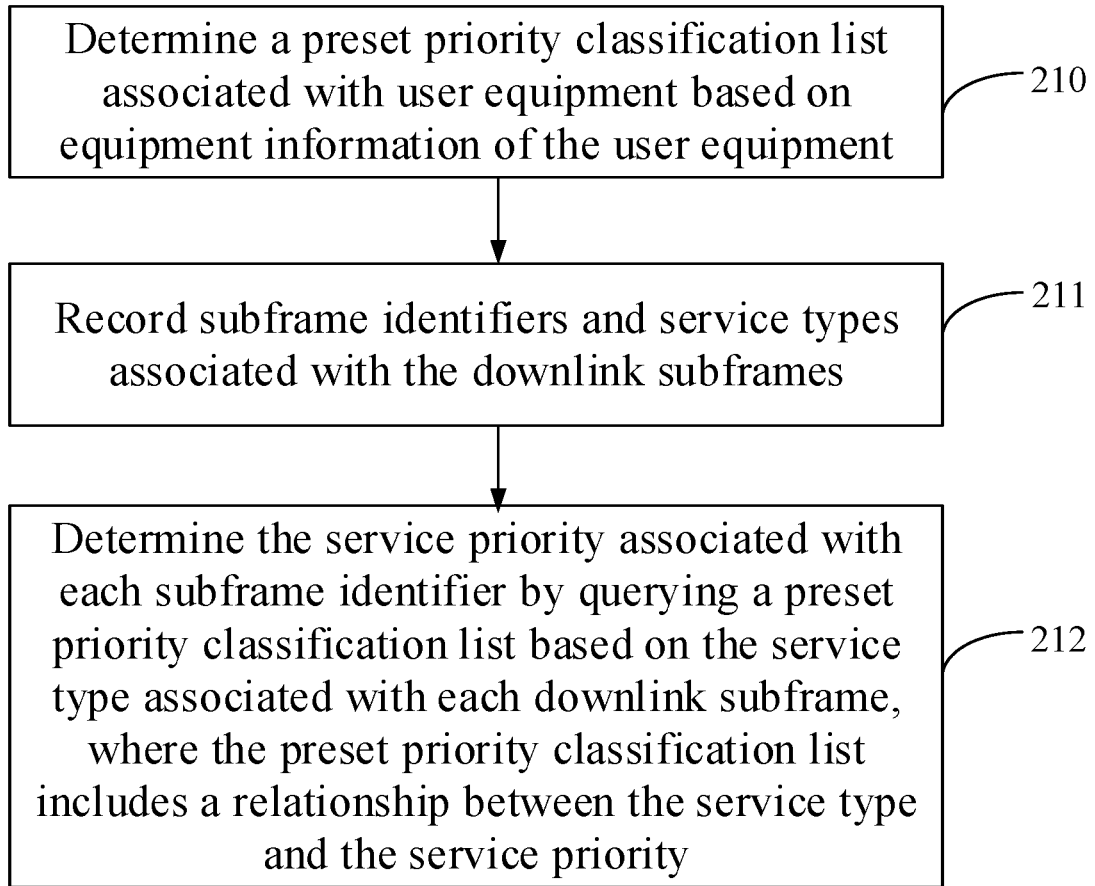 Determine a preset priority classification list
associated with user equipment based on
equipment information of the user equipment
210
Record subframe identifiers and service types
associated with the downlink subframes
211
Determine the service priority associated with
each subframe identifier by querying a preset
priority classification list based on the service
type associated with each downlink subframe,
where the preset priority classification list
includes a relationship between the service type
and the service priority
212